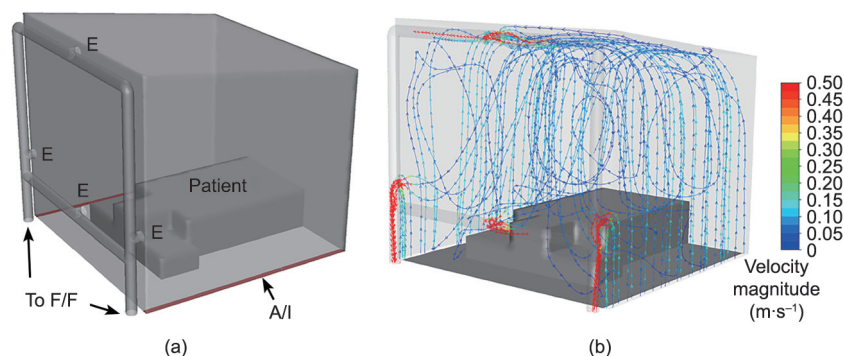 E
E
E
E
Patient
To F/F
A/I
(a)
0.50
0.45
0.40
0.35
0.30
0.25
0.20
0.15
0.10
0.05
0
Velocity
magnitude
(m·s⁻¹)
(b)